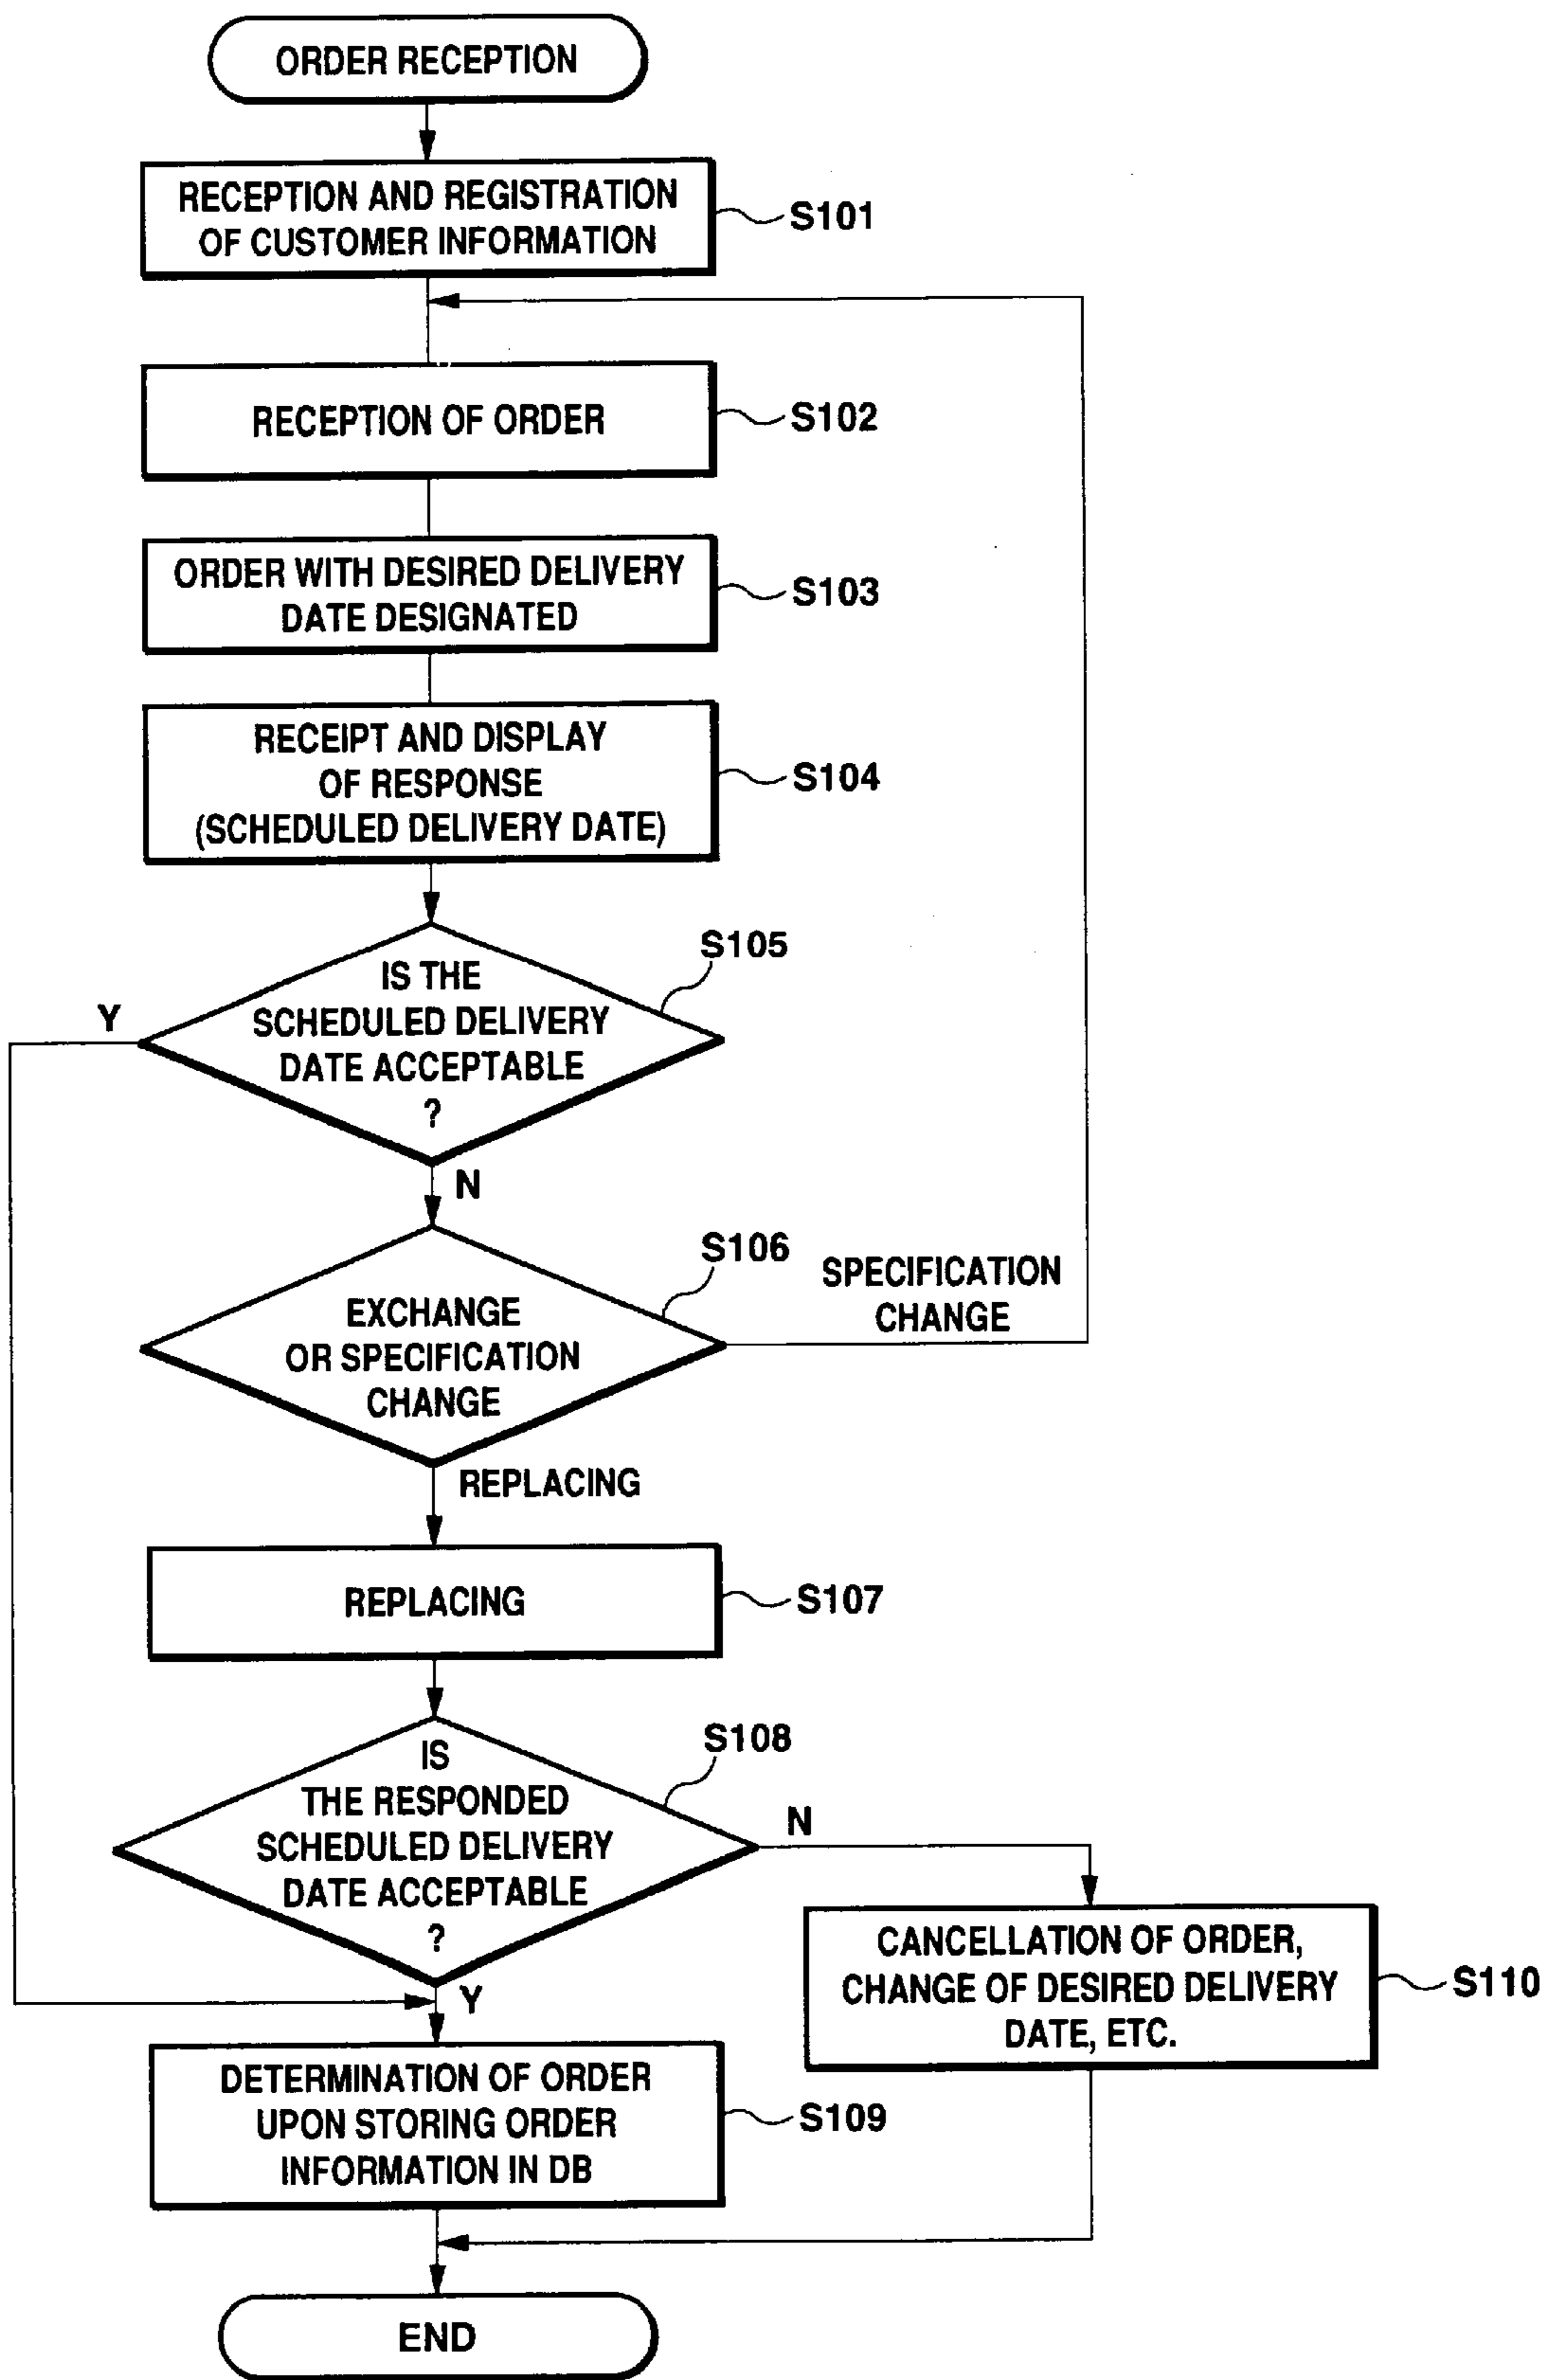 ORDER RECEPTION
RECEPTION AND REGISTRATION
OF CUSTOMER INFORMATION
S101
RECEPTION OF ORDER
S102
ORDER WITH DESIRED DELIVERY
DATE DESIGNATED
S103
RECEIPT AND DISPLAY
OF RESPONSE
(SCHEDULED DELIVERY DATE)
S104
S105
IS THE
SCHEDULED DELIVERY
DATE ACCEPTABLE
?
Y
N
S106
EXCHANGE
OR SPECIFICATION
CHANGE
SPECIFICATION
CHANGE
REPLACING
REPLACING
S107
S108
IS
THE RESPONDED
SCHEDULED DELIVERY
DATE ACCEPTABLE
?
N
Y
CANCELLATION OF ORDER,
CHANGE OF DESIRED DELIVERY
DATE, ETC.
S110
DETERMINATION OF ORDER
UPON STORING ORDER
INFORMATION IN DB
S109
END